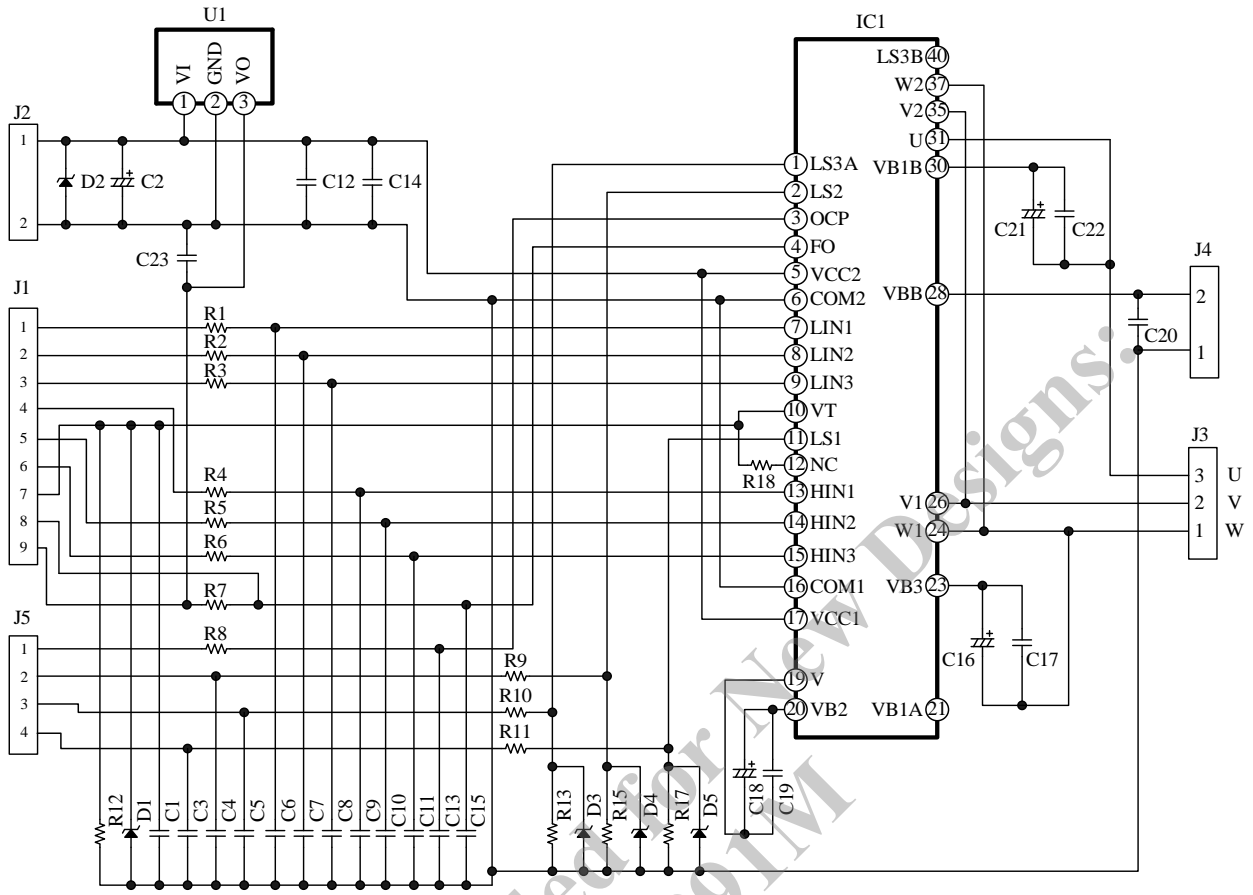 U1
VI
GND
VO
1
2
3
J2
1
2
D2
C2
+
C12
C14
C23
J1
1
2
3
4
5
6
7
8
9
R1
R2
R3
R4
R5
R6
R7
J5
1
2
3
4
R8
R9
R10
R11
R12
D1
C1
C3
C4
C5
C6
C7
C8
C9
C10
C11
C13
C15
R13
D3
R15
D4
R17
D5
R18
IC1
1 LS3A
2 LS2
3 OCP
4 FO
5 VCC2
6 COM2
7 LIN1
8 LIN2
9 LIN3
10 VT
11 LS1
12 NC
13 HIN1
14 HIN2
15 HIN3
16 COM1
17 VCC1
19 V
20 VB2
LS3B 40
W2 37
V2 35
U 31
VB1B 30
VBB 28
V1 26
W1 24
VB3 23
VB1A 21
+
C18
C19
+
C21
C22
C20
J4
2
1
J3
3 U
2 V
1 W
+
C16
C17
for New Designs: